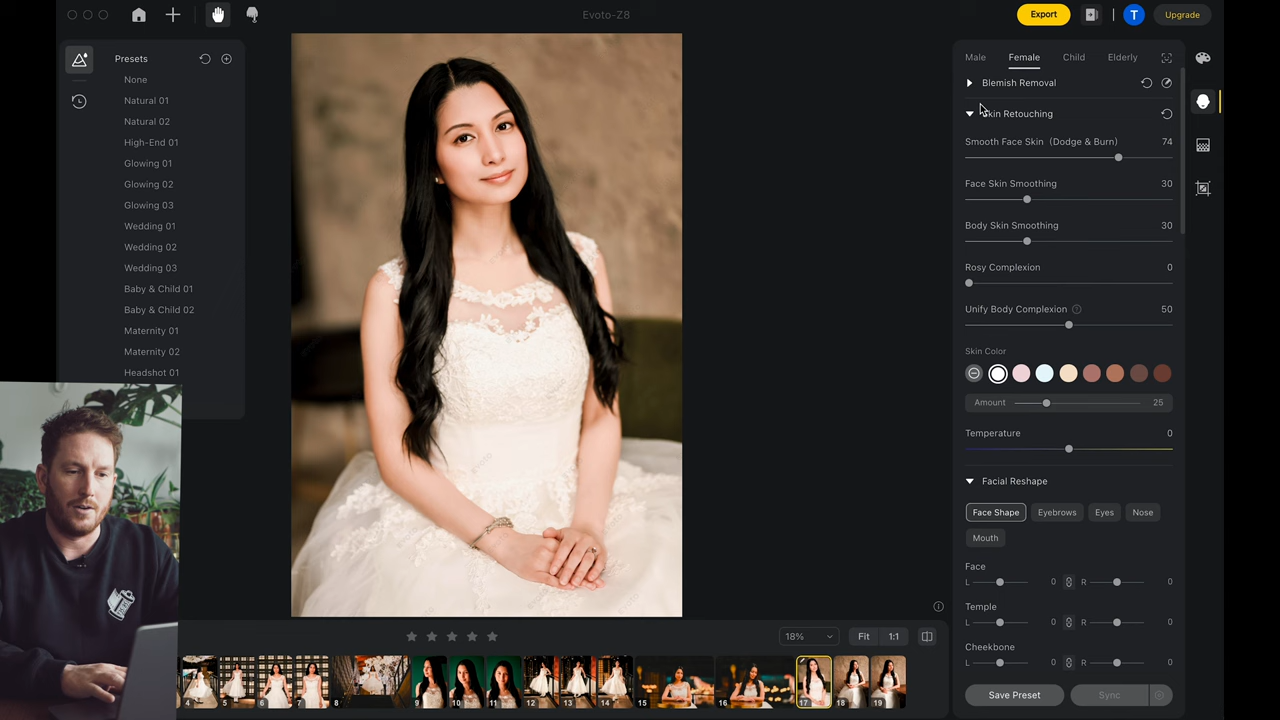 Evoto-Z8
Export
T
Upgrade
Presets
None
Natural 01
Natural 02
High-End 01
Glowing 01
Glowing 02
Glowing 03
Wedding 01
Wedding 02
Wedding 03
Baby & Child 01
Baby & Child 02
Maternity 01
Maternity 02
Headshot 01
Male Female Child Elderly
Blemish Removal
Skin Retouching
Smooth Face Skin (Dodge & Burn) 74
Face Skin Smoothing 30
Body Skin Smoothing 30
Rosy Complexion 0
Unify Body Complexion ? 50
Skin Color
Amount 25
Temperature 0
Facial Reshape
Face Shape Eyebrows Eyes Nose
Mouth
Face
L 0 R 0
Temple
L 0 R 0
Cheekbone
L 0 R 0
Save Preset Sync
18% Fit 1:1
4 5 6 7 8 9 10 11 12 13 14 15 16 17 18 19
evoto